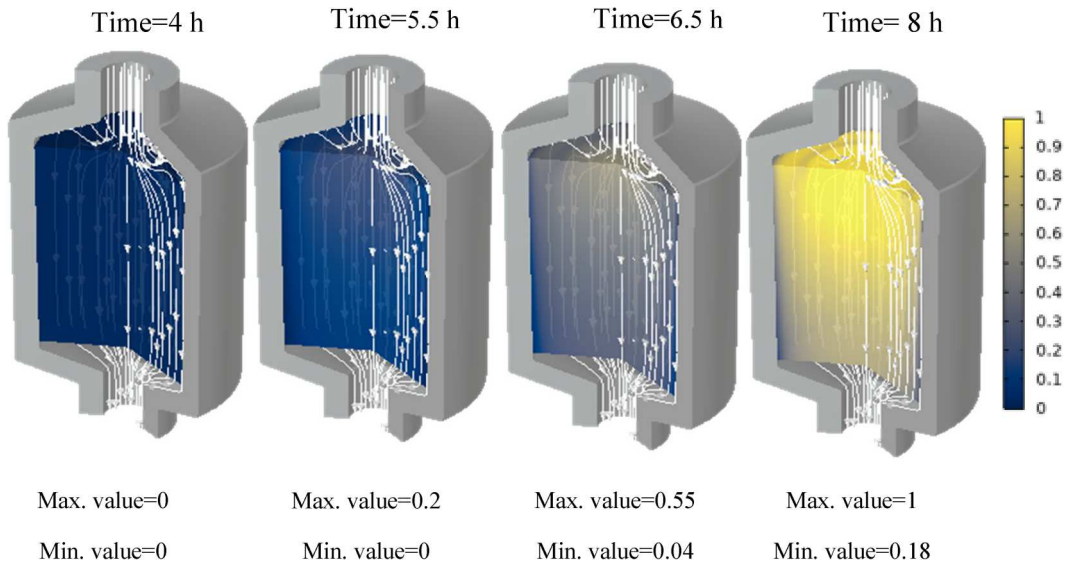 Time=4 h
Time=5.5 h
Time=6.5 h
Time= 8 h
1
0.9
0.8
0.7
0.6
0.5
0.4
0.3
0.2
0.1
0
Max. value=0
Max. value=0.2
Max. value=0.55
Max. value=1
Min. value=0
Min. value=0
Min. value=0.04
Min. value=0.18